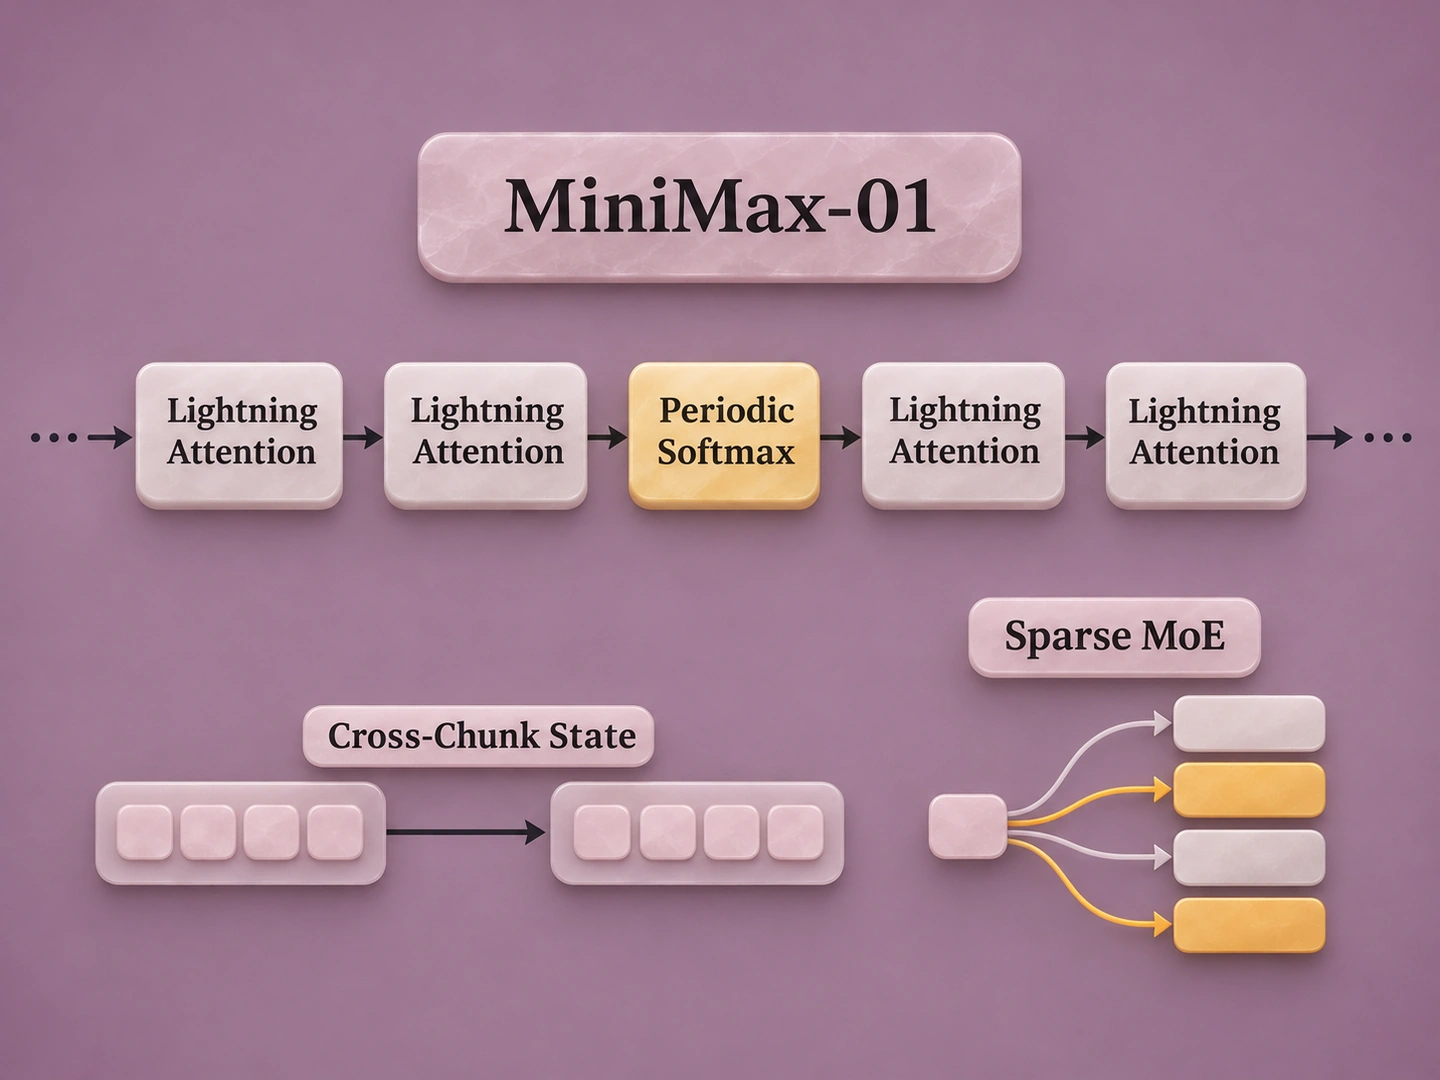 MiniMax-01
Lightning
Attention
Lightning
Attention
Periodic
Softmax
Lightning
Attention
Lightning
Attention
Sparse MoE
Cross-Chunk State